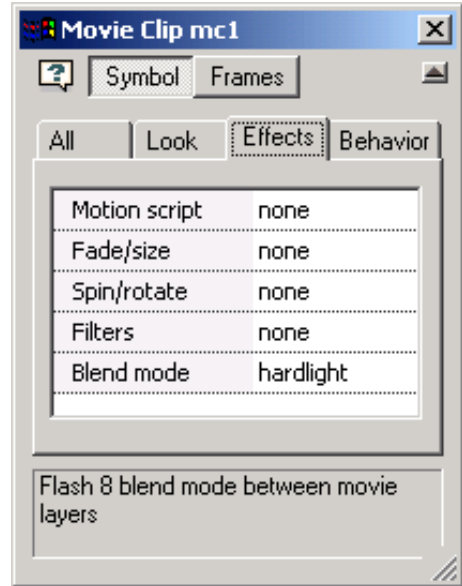 Movie Clip mc1
Symbol Frames
All Look Effects Behavior
Motion script none
Fade/size none
Spin/rotate none
Filters none
Blend mode hardlight
Flash 8 blend mode between movie
layers